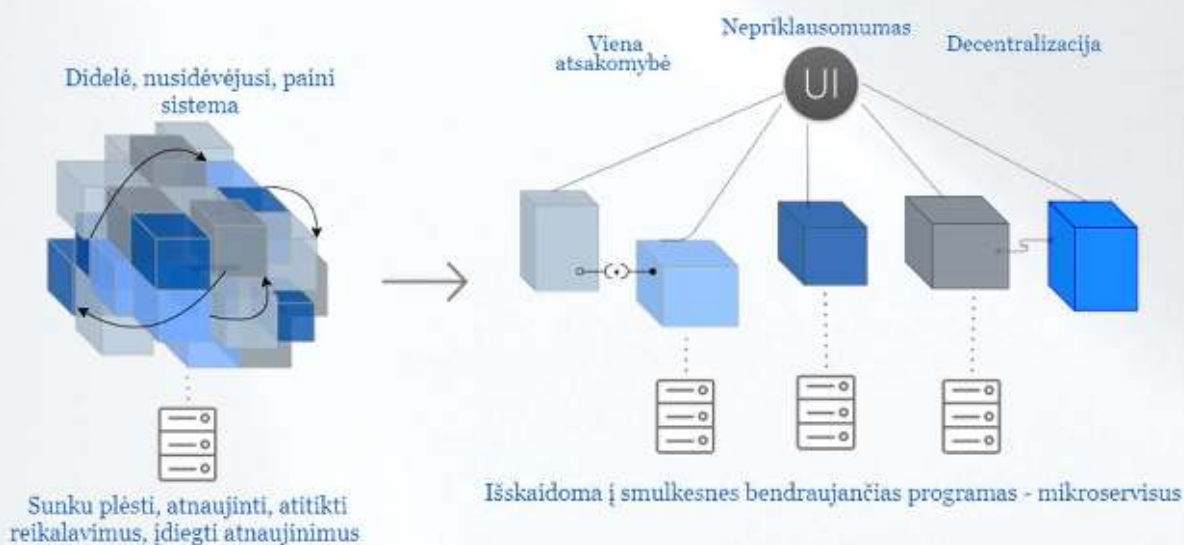 Didelė, nusidėvėjusi, paini
sistema
Sunku plėsti, atnaujinti, atitikti
reikalavimus, įdiegti atnaujinimus
Viena
atsakomybė
Nepriklausomumas
Decentralizacija
UI
Išskaidoma į smulkesnes bendraujančias programas - mikroservisus